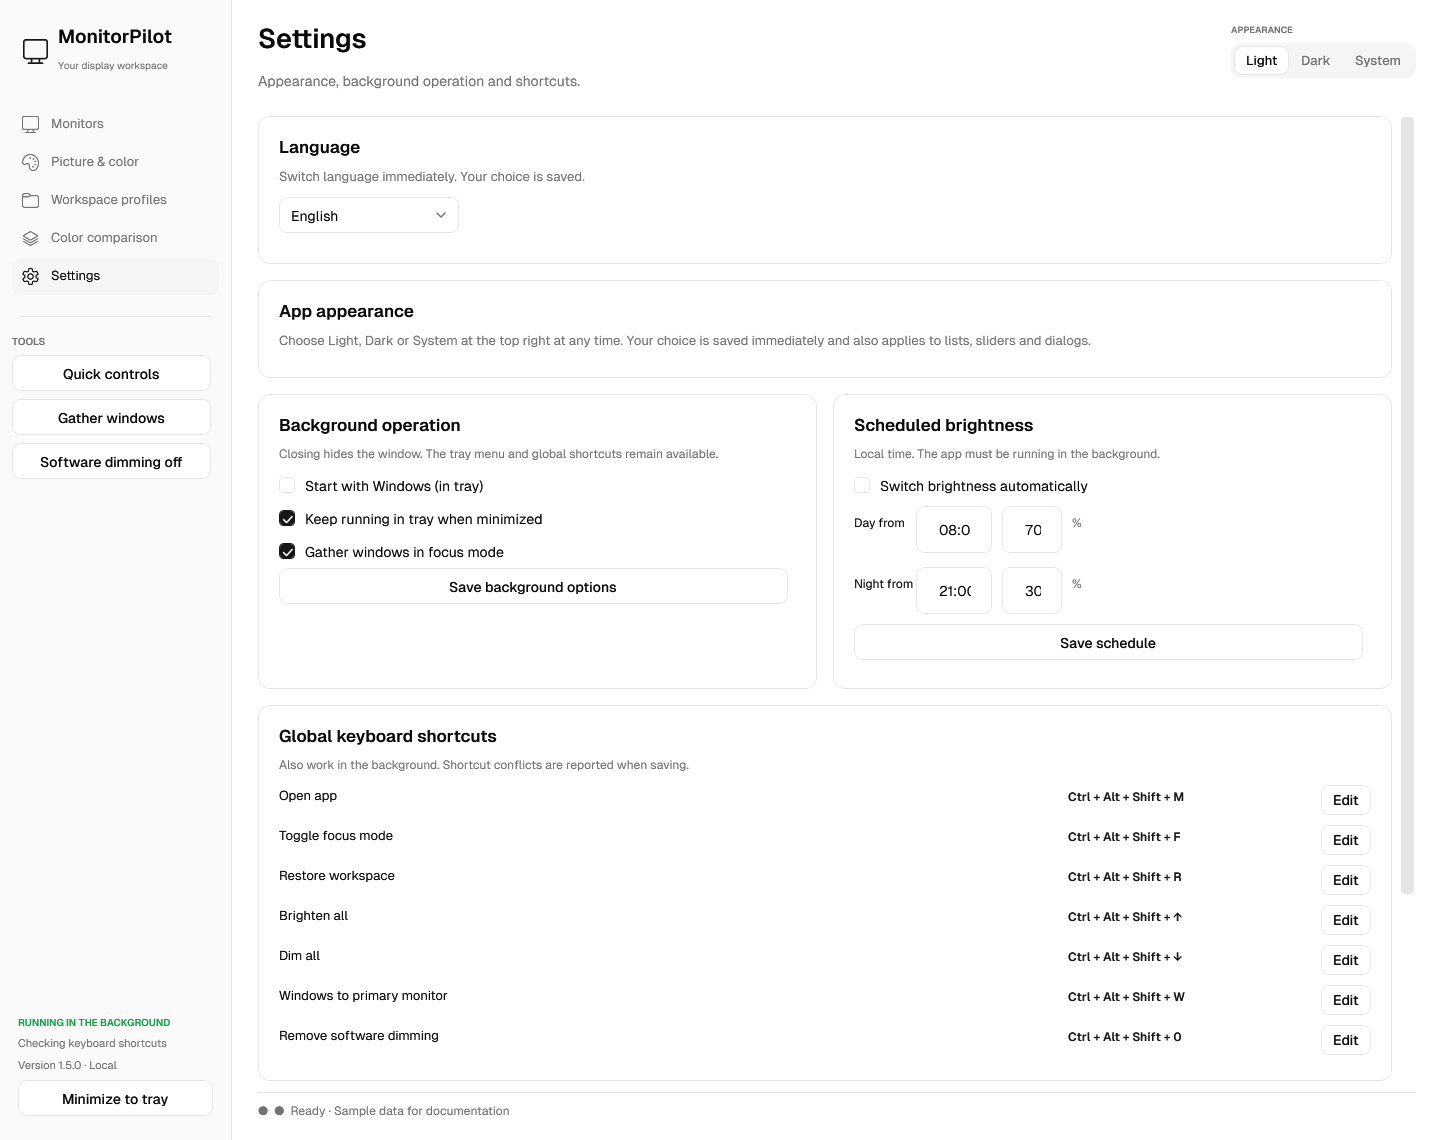 MonitorPilot
Your display workspace
Monitors
Picture & color
Workspace profiles
Color comparison
Settings
TOOLS
Quick controls
Gather windows
Software dimming off
RUNNING IN THE BACKGROUND
Checking keyboard shortcuts
Version 1.5.0 · Local
Minimize to tray
Settings
Appearance, background operation and shortcuts.
APPEARANCE
Light Dark System
Language
Switch language immediately. Your choice is saved.
English
App appearance
Choose Light, Dark or System at the top right at any time. Your choice is saved immediately and also applies to lists, sliders and dialogs.
Background operation
Closing hides the window. The tray menu and global shortcuts remain available.
Start with Windows (in tray)
Keep running in tray when minimized
Gather windows in focus mode
Save background options
Scheduled brightness
Local time. The app must be running in the background.
Switch brightness automatically
Day from 08:0 70 %
Night from 21:00 30 %
Save schedule
Global keyboard shortcuts
Also work in the background. Shortcut conflicts are reported when saving.
Open app Ctrl + Alt + Shift + M Edit
Toggle focus mode Ctrl + Alt + Shift + F Edit
Restore workspace Ctrl + Alt + Shift + R Edit
Brighten all Ctrl + Alt + Shift + ↑ Edit
Dim all Ctrl + Alt + Shift + ↓ Edit
Windows to primary monitor Ctrl + Alt + Shift + W Edit
Remove software dimming Ctrl + Alt + Shift + 0 Edit
Ready · Sample data for documentation